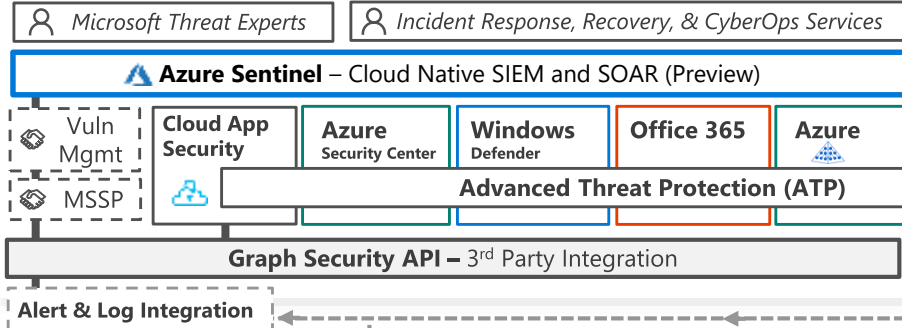 Microsoft Threat Experts
Incident Response, Recovery, & CyberOps Services
Azure Sentinel – Cloud Native SIEM and SOAR (Preview)
Vuln
Mgmt
MSSP
Cloud App
Security
Azure
Security Center
Windows
Defender
Office 365
Azure
Advanced Threat Protection (ATP)
Graph Security API – 3rd Party Integration
Alert & Log Integration